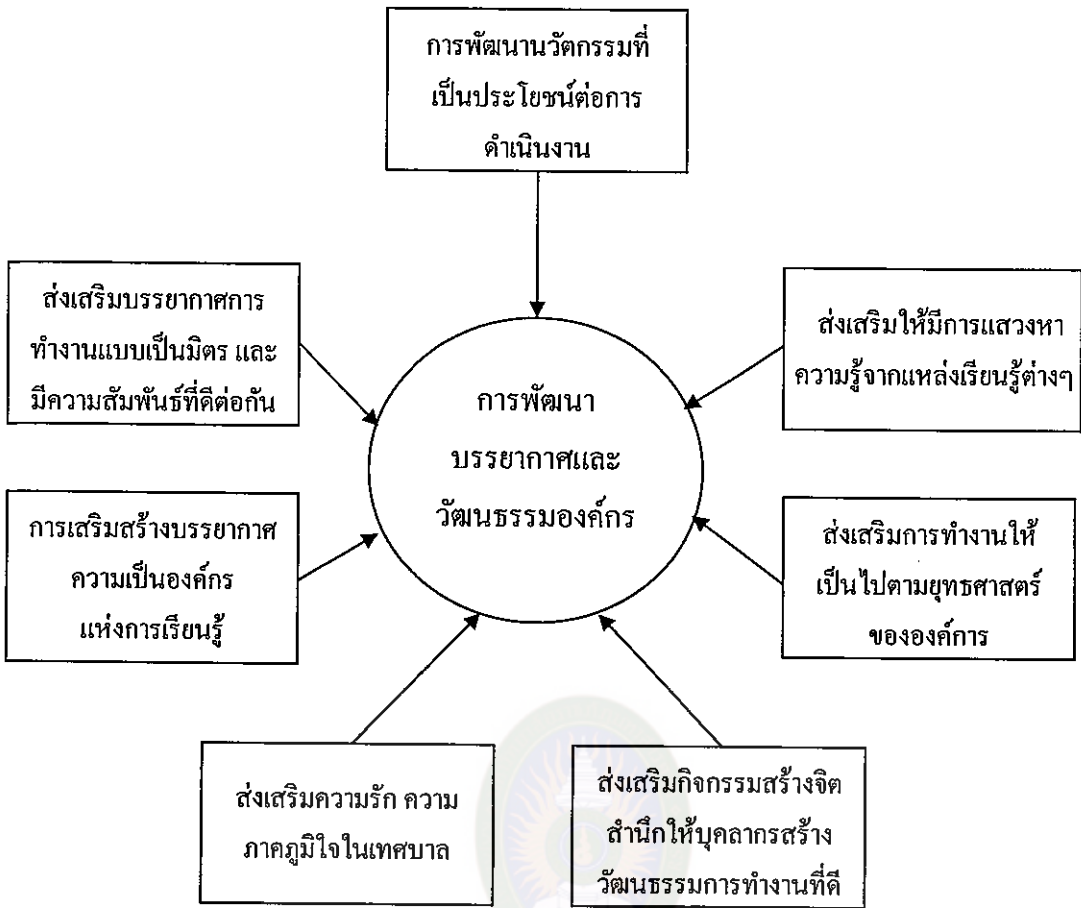 การพัฒนานวัตกรรมที่
เป็นประโยชน์ต่อการ
ดำเนินงาน
ส่งเสริมบรรยากาศการ
ทำงานแบบเป็นมิตร และ
มีความสัมพันธ์ที่ดีต่อกัน
ส่งเสริมให้มีการแสวงหา
ความรู้จากแหล่งเรียนรู้ต่างๆ
การพัฒนา
บรรยากาศและ
วัฒนธรรมองค์กร
การเสริมสร้างบรรยากาศ
ความเป็นองค์กร
แห่งการเรียนรู้
ส่งเสริมการทำงานให้
เป็นไปตามยุทธศาสตร์
ขององค์การ
ส่งเสริมความรัก ความ
ภาคภูมิใจในเทศบาล
ส่งเสริมกิจกรรมสร้างจิต
สำนึกให้บุคลากรสร้าง
วัฒนธรรมการทำงานที่ดี